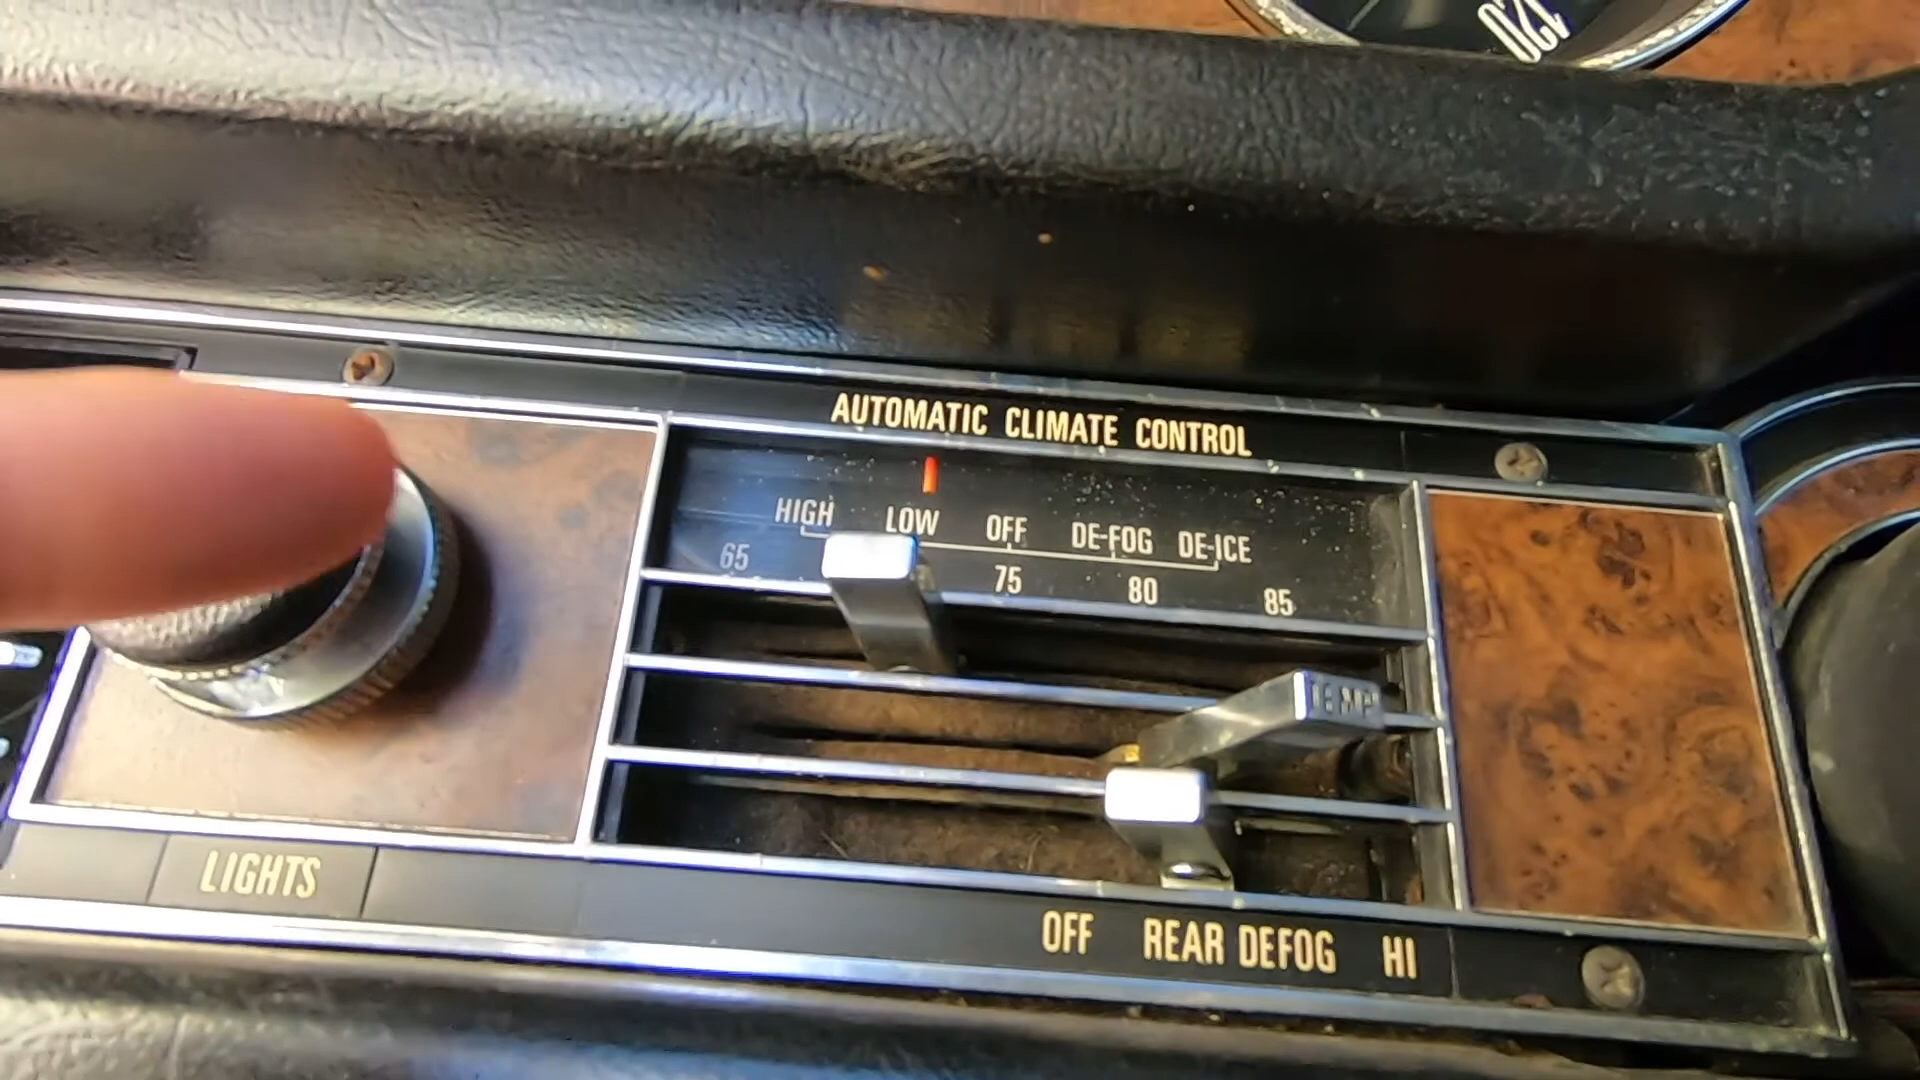 120
AUTOMATIC CLIMATE CONTROL
HIGH LOW OFF DE-FOG DE-ICE
65 75 80 85
TEMP
LIGHTS
OFF REAR DEFOG HI